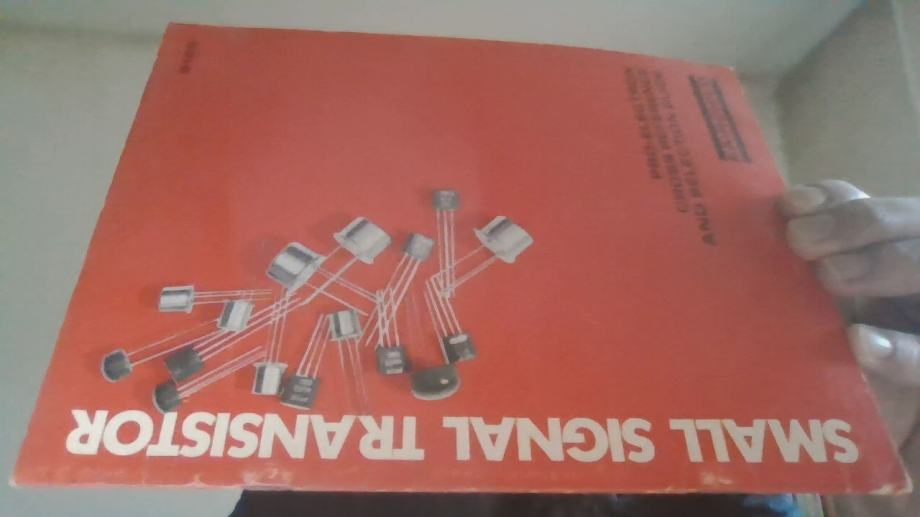 SMALL SIGNAL TRANSISTOR
PRO-ELECTRON
CROSS REFERENCE
AND SELECTION GUIDE